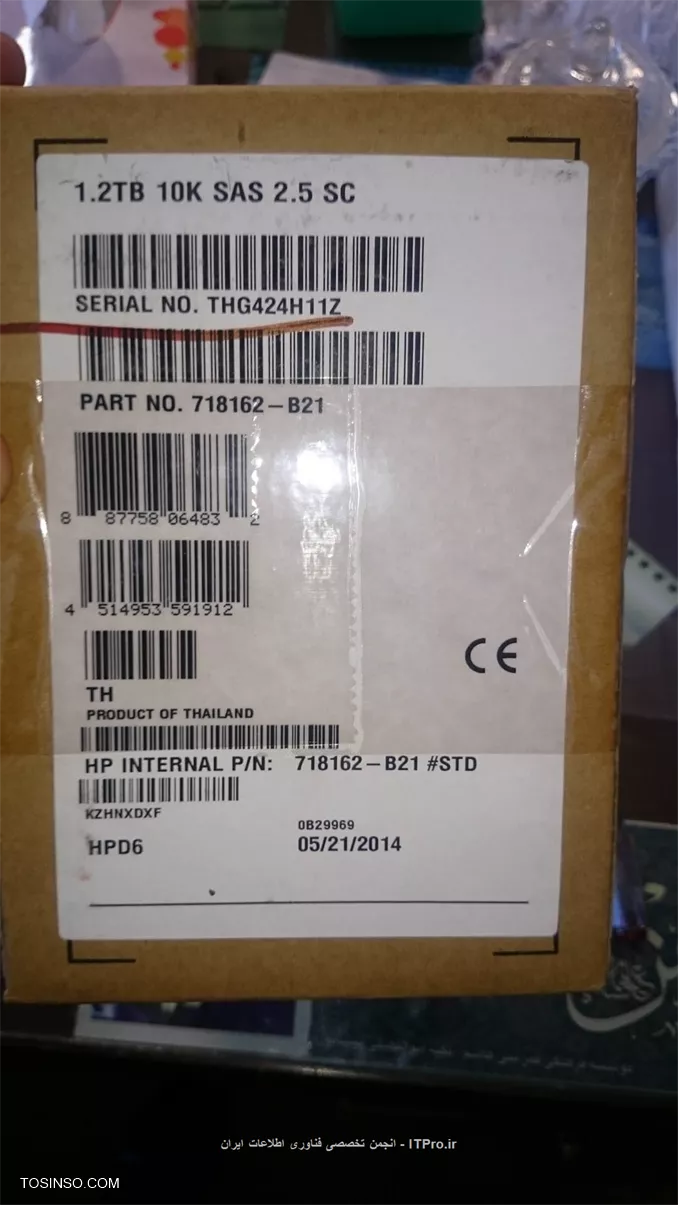 1.2TB 10K SAS 2.5 SC
SERIAL NO. THG424H11Z
PART NO. 718162-B21
8 87758 06483 2
4 514953 591912
TH
PRODUCT OF THAILAND
CE
HP INTERNAL P/N: 718162-B21 #STD
KZHNXDXF
0B29969
HPD6 05/21/2014
ITPro.ir - انجمن تخصصی فناوری اطلاعات ایران
TOSINSO.COM